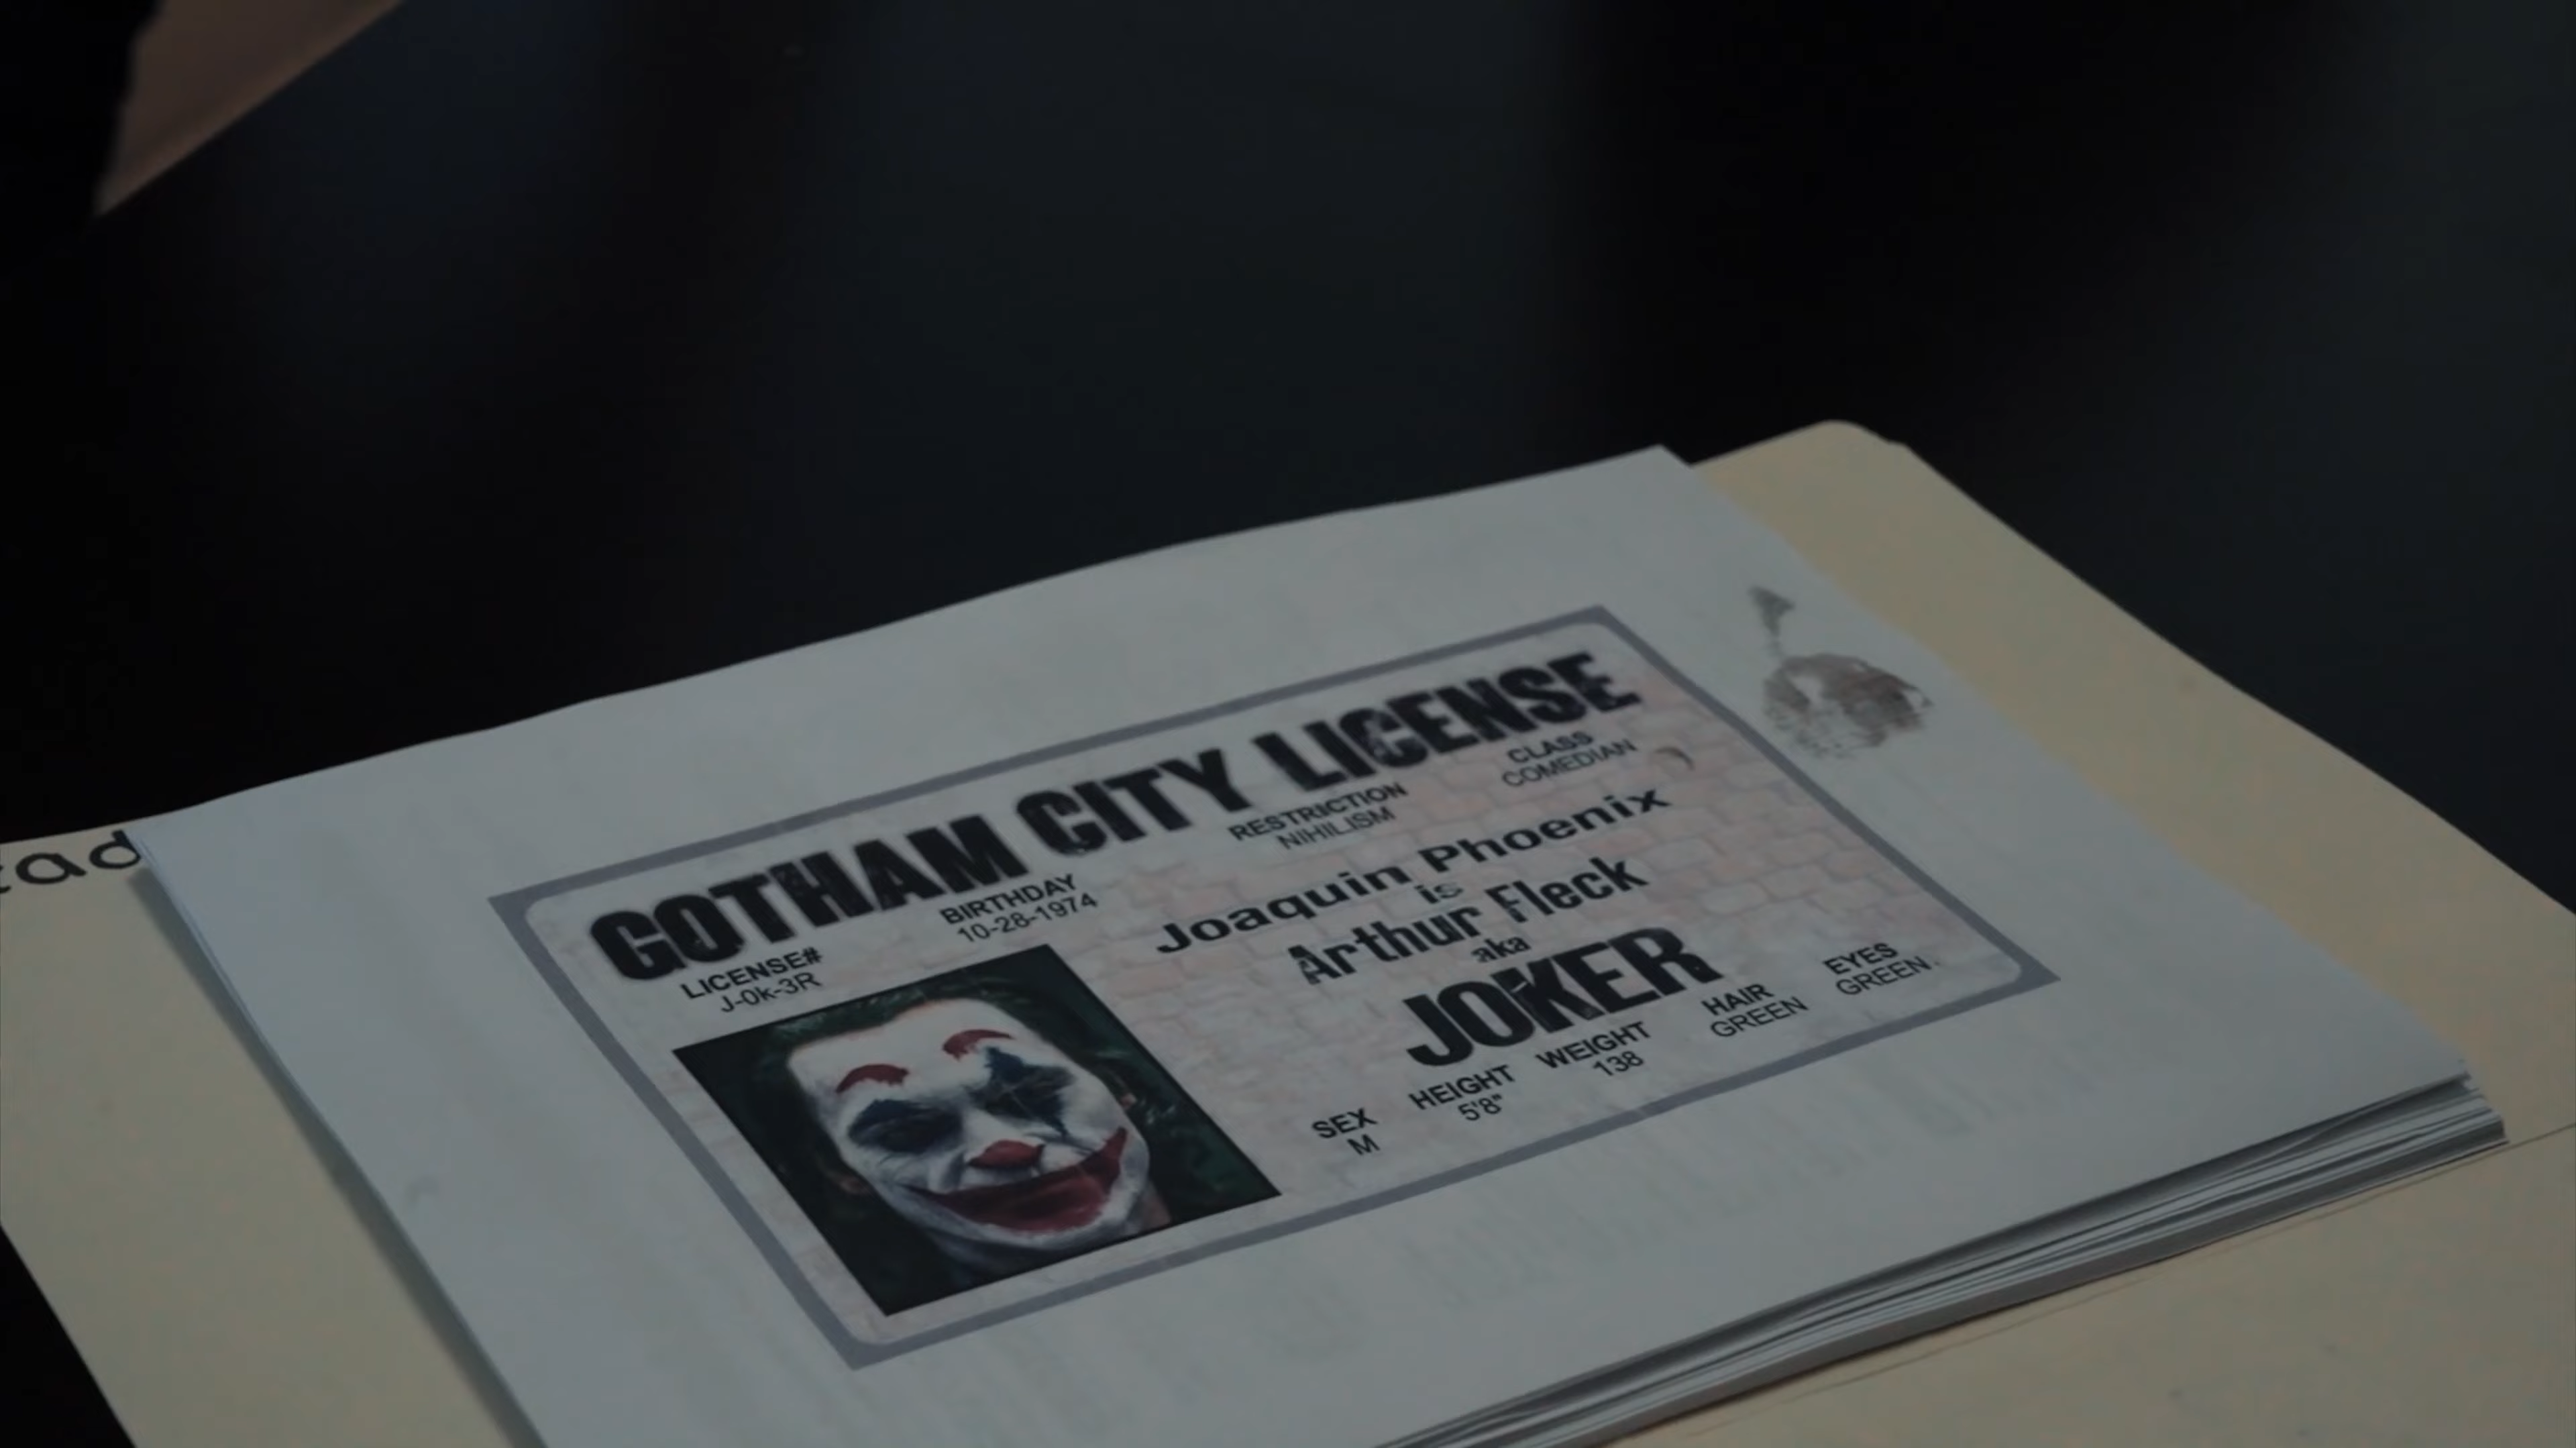 GOTHAM CITY LICENSE
LICENSE#
J-0k-3R
BIRTHDAY
10-28-1974
RESTRICTION
NIHILISM
CLASS
COMEDIAN
Joaquin Phoenix
is
Arthur Fleck
aka
JOKER
SEX
M
HEIGHT
5'8"
WEIGHT
138
HAIR
GREEN
EYES
GREEN